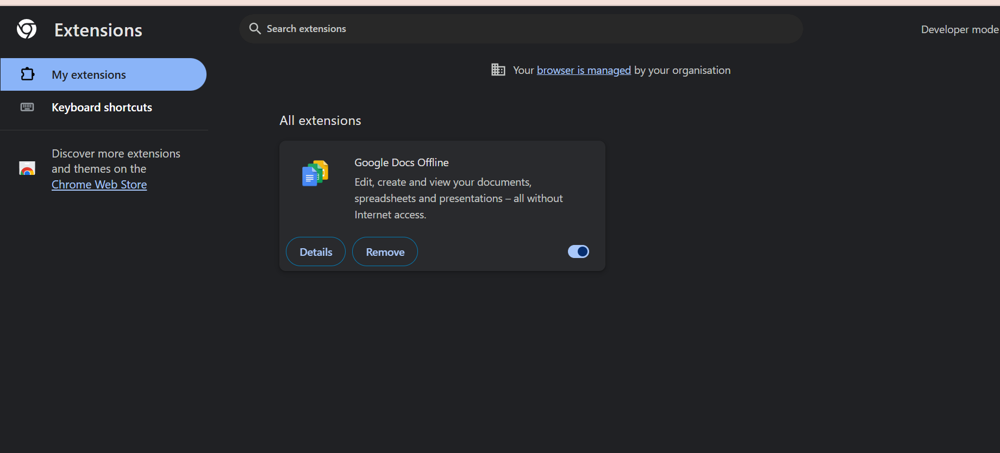 Extensions
Search extensions
Developer mode
My extensions
Keyboard shortcuts
Discover more extensions
and themes on the
Chrome Web Store
Your browser is managed by your organisation
All extensions
Google Docs Offline
Edit, create and view your documents,
spreadsheets and presentations – all without
Internet access.
Details
Remove